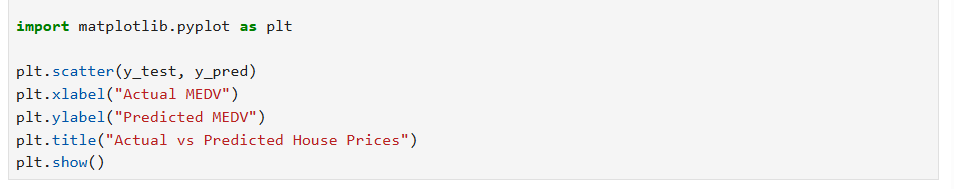 import matplotlib.pyplot as plt
plt.scatter(y_test, y_pred)
plt.xlabel("Actual MEDV")
plt.ylabel("Predicted MEDV")
plt.title("Actual vs Predicted House Prices")
plt.show()